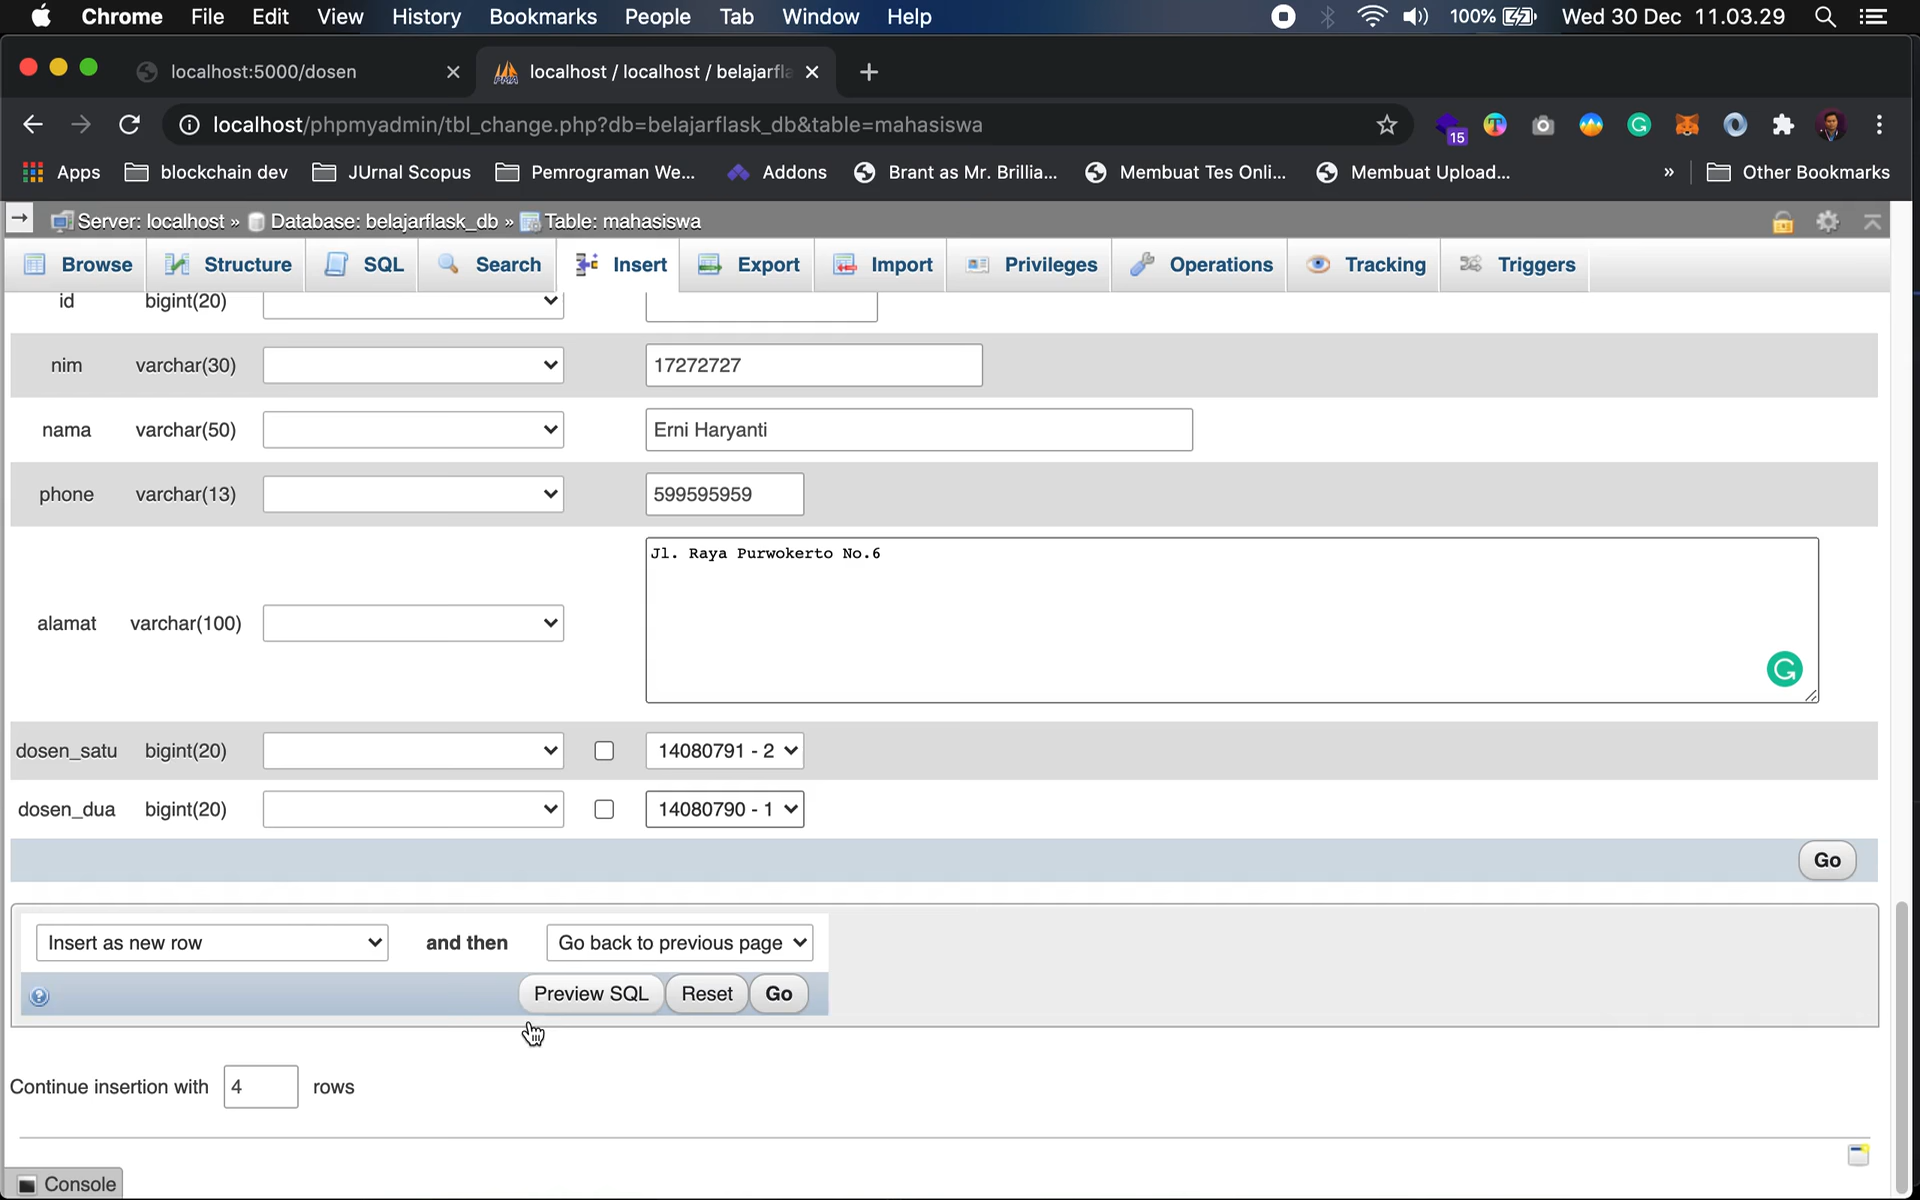 Chrome File Edit View History Bookmarks People Tab Window Help 100% Wed 30 Dec 11.03.29
localhost:5000/dosen localhost / localhost / belajarfla
localhost/phpmyadmin/tbl_change.php?db=belajarflask_db&table=mahasiswa 15
Apps blockchain dev JUrnal Scopus Pemrograman We... Addons Brant as Mr. Brillia... Membuat Tes Onli... Membuat Upload... » Other Bookmarks
Server: localhost » Database: belajarflask_db » Table: mahasiswa
Browse Structure SQL Search Insert Export Import Privileges Operations Tracking Triggers
id bigint(20)
nim varchar(30) 17272727
nama varchar(50) Erni Haryanti
phone varchar(13) 599595959
Jl. Raya Purwokerto No.6
alamat varchar(100)
dosen_satu bigint(20) 14080791 - 2
dosen_dua bigint(20) 14080790 - 1
Go
Insert as new row and then Go back to previous page
Preview SQL Reset Go
Continue insertion with 4 rows
Console